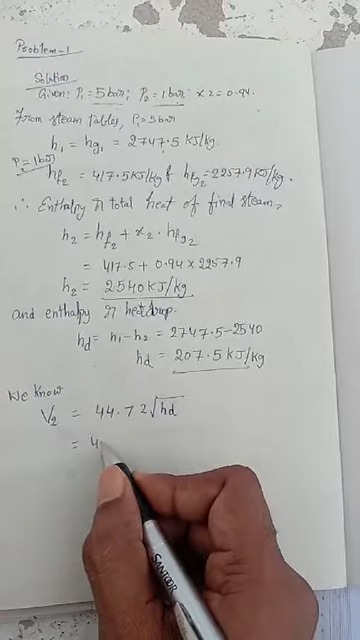 Problem-1
Solution
Given: P₁ = 5 bar; P₂ = 1 bar; x2 = 0.94.
From steam tables, P₁ = 5 bar
h₁ = hg₁ = 2747.5 KJ/kg.
P₂ = 1 bar
hf₂ = 417.5 KJ/kg & hfg₂ = 2257.9 KJ/kg.
∴ Enthalpy or total heat of final steam,
h₂ = hf₂ + x₂ . hfg₂
= 417.5 + 0.94 x 2257.9
h₂ = 2540 KJ/kg
and enthalpy or heat drop.
hd = h₁ - h₂ = 2747.5 - 2540
hd = 207.5 KJ/kg
We know
V₂ = 44.72√hd
= 4
SANTOOR